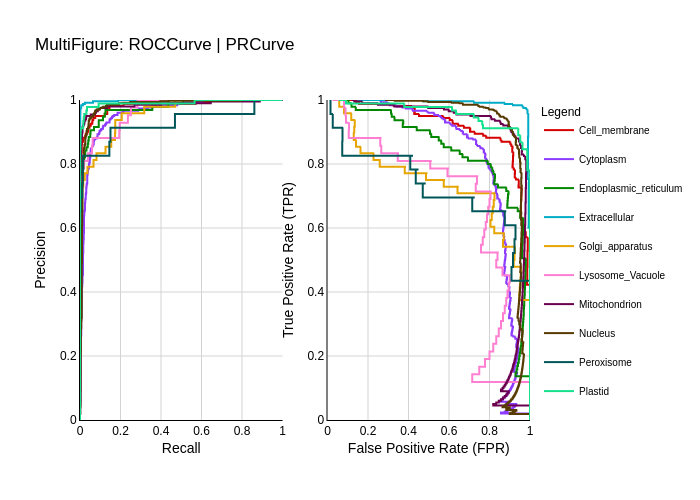 MultiFigure: ROCCurve | PRCurve
Legend
Cell_membrane
Cytoplasm
Endoplasmic_reticulum
Extracellular
Golgi_apparatus
Lysosome_Vacuole
Mitochondrion
Nucleus
Peroxisome
Plastid
Precision
1
0.8
0.6
0.4
0.2
0
0 0.2 0.4 0.6 0.8 1
Recall
True Positive Rate (TPR)
1
0.8
0.6
0.4
0.2
0
0 0.2 0.4 0.6 0.8 1
False Positive Rate (FPR)